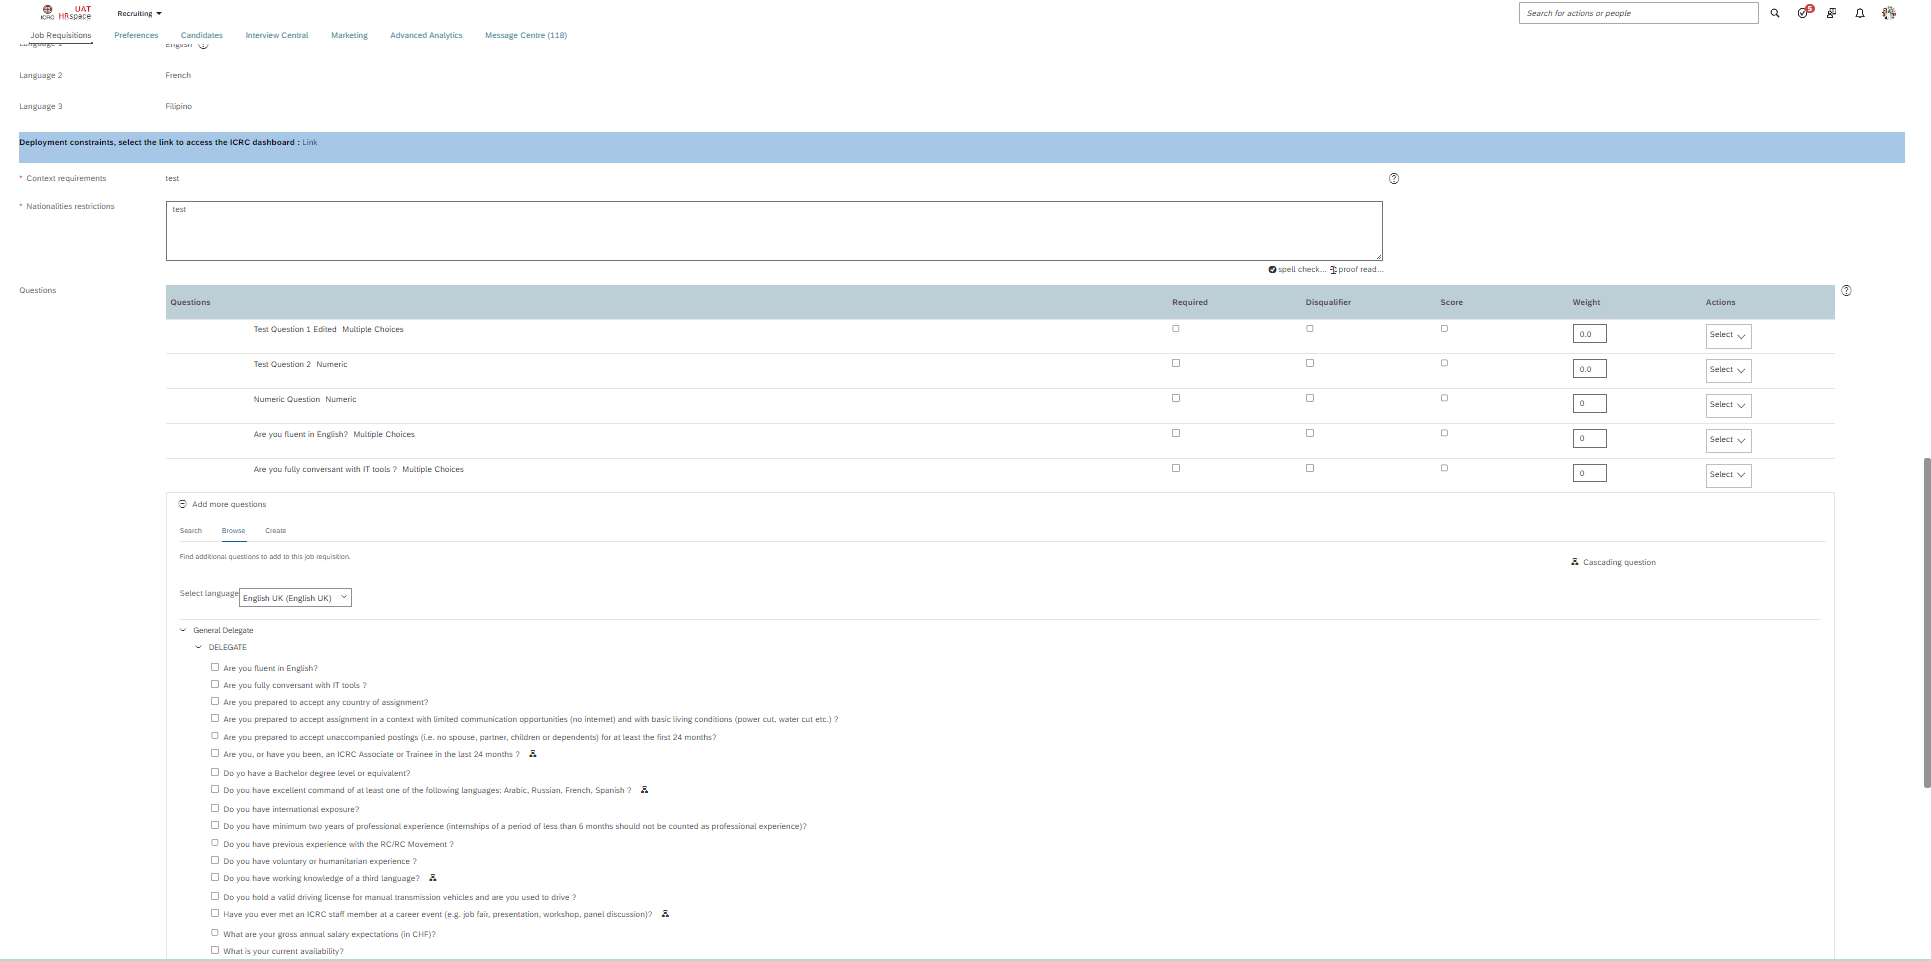 UAT
ICRC HRspace
Recruiting
Search for actions or people
5
Job Requisitions Preferences Candidates Interview Central Marketing Advanced Analytics Message Centre (118)
Language 1 English
Language 2 French
Language 3 Filipino
Deployment constraints, select the link to access the ICRC dashboard : Link
* Context requirements test
* Nationalities restrictions test
spell check... proof read...
Questions
Questions Required Disqualifier Score Weight Actions
Test Question 1 Edited Multiple Choices 0.0 Select
Test Question 2 Numeric 0.0 Select
Numeric Question Numeric 0 Select
Are you fluent in English? Multiple Choices 0 Select
Are you fully conversant with IT tools ? Multiple Choices 0 Select
Add more questions
Search Browse Create
Find additional questions to add to this job requisition.
Cascading question
Select language English UK (English UK)
General Delegate
DELEGATE
Are you fluent in English?
Are you fully conversant with IT tools ?
Are you prepared to accept any country of assignment?
Are you prepared to accept assignment in a context with limited communication opportunities (no internet) and with basic living conditions (power cut, water cut etc.) ?
Are you prepared to accept unaccompanied postings (i.e. no spouse, partner, children or dependents) for at least the first 24 months?
Are you, or have you been, an ICRC Associate or Trainee in the last 24 months ?
Do yo have a Bachelor degree level or equivalent?
Do you have excellent command of at least one of the following languages: Arabic, Russian, French, Spanish ?
Do you have international exposure?
Do you have minimum two years of professional experience (internships of a period of less than 6 months should not be counted as professional experience)?
Do you have previous experience with the RC/RC Movement ?
Do you have voluntary or humanitarian experience ?
Do you have working knowledge of a third language?
Do you hold a valid driving license for manual transmission vehicles and are you used to drive ?
Have you ever met an ICRC staff member at a career event (e.g. job fair, presentation, workshop, panel discussion)?
What are your gross annual salary expectations (in CHF)?
What is your current availability?